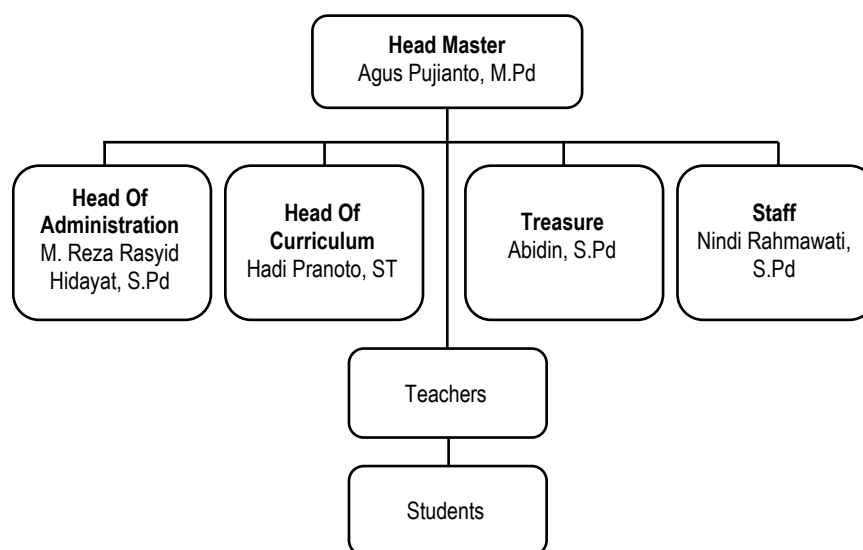 Head Master
Agus Pujianto, M.Pd
Head Of
Administration
M. Reza Rasyid
Hidayat, S.Pd
Head Of
Curriculum
Hadi Pranoto, ST
Treasure
Abidin, S.Pd
Staff
Nindi Rahmawati,
S.Pd
Teachers
Students